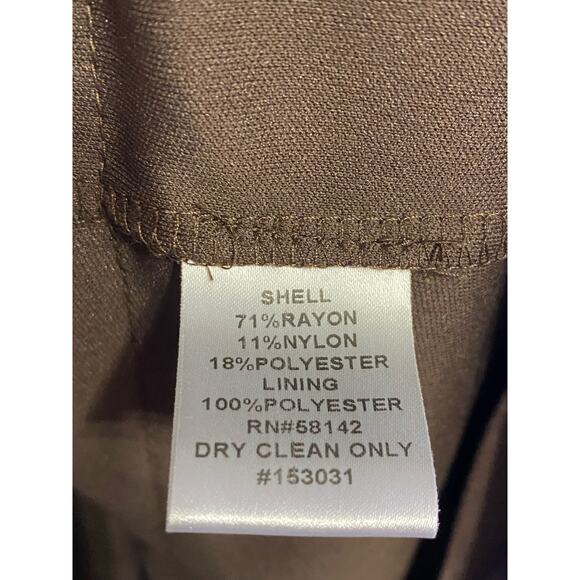 SHELL
71%RAYON
11%NYLON
18%POLYESTER
LINING
100%POLYESTER
RN#58142
DRY CLEAN ONLY
#153031